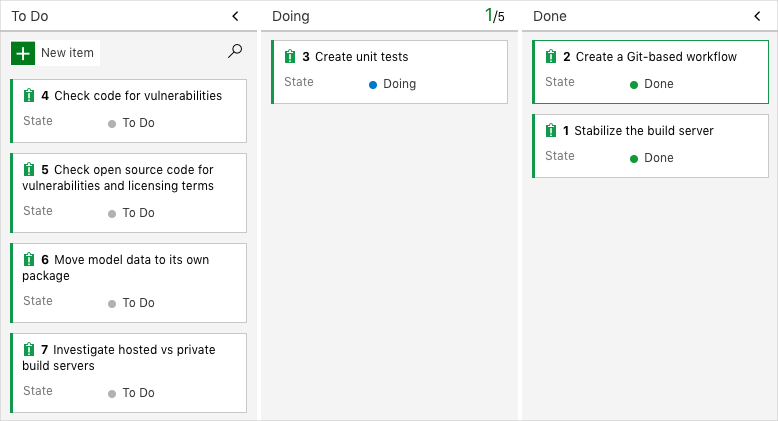 To Do
New item
4 Check code for vulnerabilities
State To Do
5 Check open source code for
vulnerabilities and licensing terms
State To Do
6 Move model data to its own
package
State To Do
7 Investigate hosted vs private
build servers
State To Do
Doing 1/5
3 Create unit tests
State Doing
Done
2 Create a Git-based workflow
State Done
1 Stabilize the build server
State Done